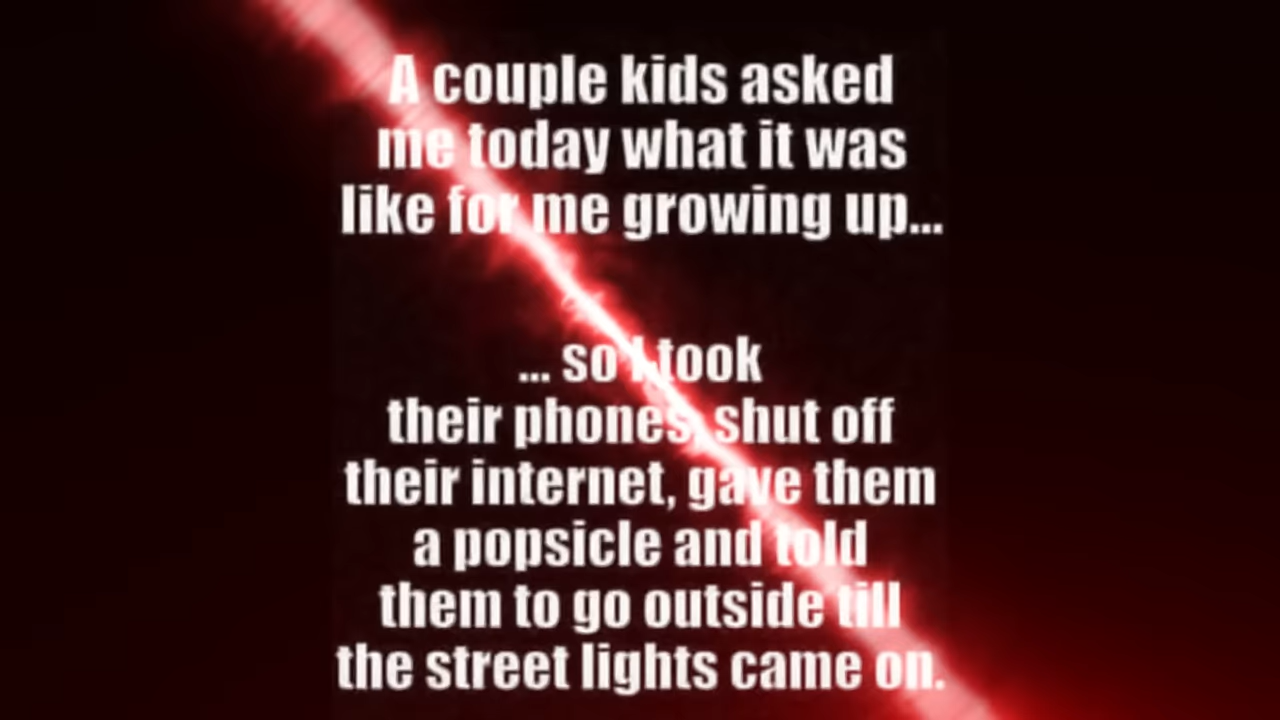 A couple kids asked
me today what it was
like for me growing up...
... so I took
their phones, shut off
their internet, gave them
a popsicle and told
them to go outside till
the street lights came on.